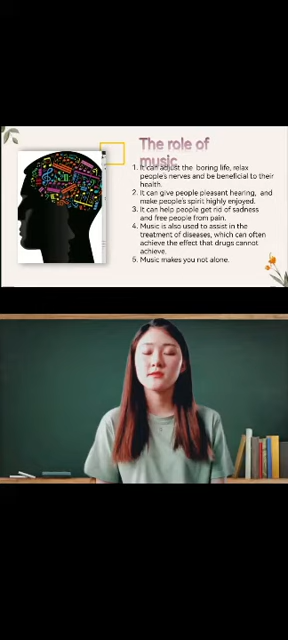 The role of
music
1. It can adjust the boring life, relax
people's nerves and be beneficial to their
health.
2. It can give people pleasant hearing, and
make people's spirit highly enjoyed.
3. It can help people get rid of sadness
and free people from pain.
4. Music is also used to assist in the
treatment of diseases, which can often
achieve the effect that drugs cannot
achieve.
5. Music makes you not alone.